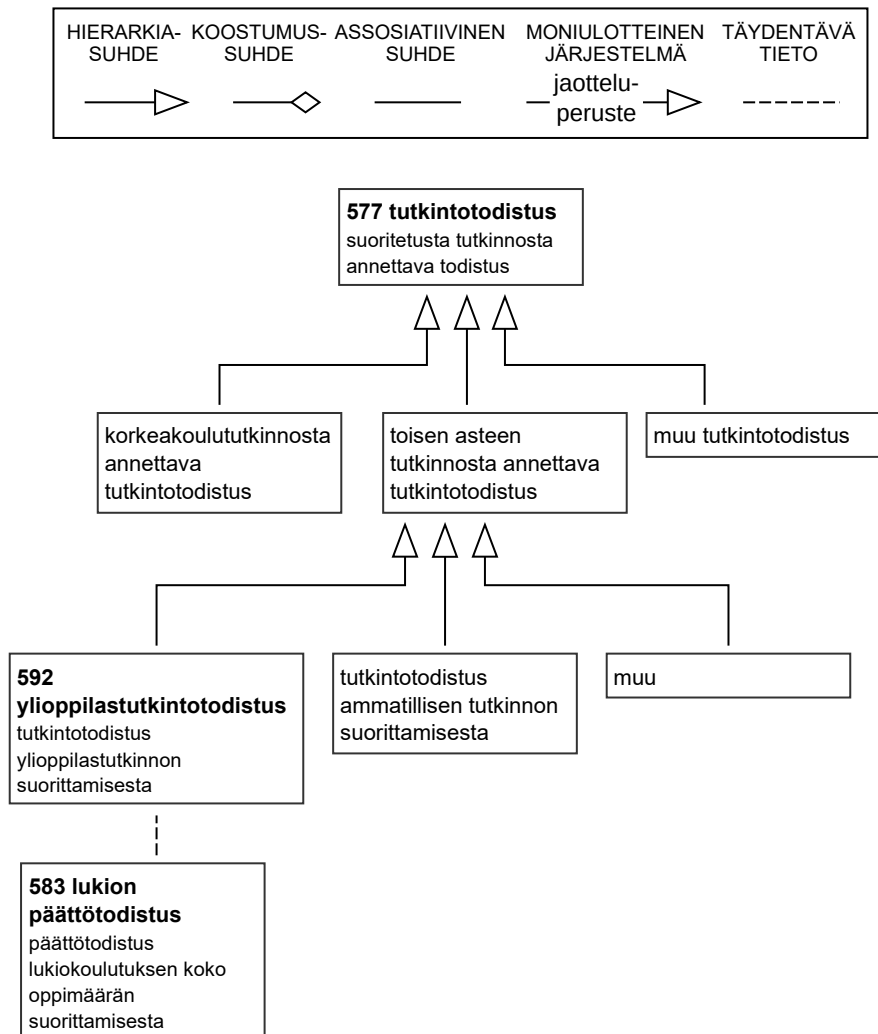 HIERARKIA-
SUHDE
KOOSTUMUS-
SUHDE
ASSOSIATIIVINEN
SUHDE
MONIULOTTEINEN
JÄRJESTELMÄ
jaottelu-
peruste
TÄYDENTÄVÄ
TIETO
577 tutkintotodistus
suoritetusta tutkinnosta
annettava todistus
korkeakoulututkinnosta
annettava
tutkintotodistus
toisen asteen
tutkinnosta annettava
tutkintotodistus
muu tutkintotodistus
592
ylioppilastutkintotodistus
tutkintotodistus
ylioppilastutkinnon
suorittamisesta
tutkintotodistus
ammatillisen tutkinnon
suorittamisesta
muu
583 lukion
päättötodistus
päättötodistus
lukiokoulutuksen koko
oppimäärän
suorittamisesta